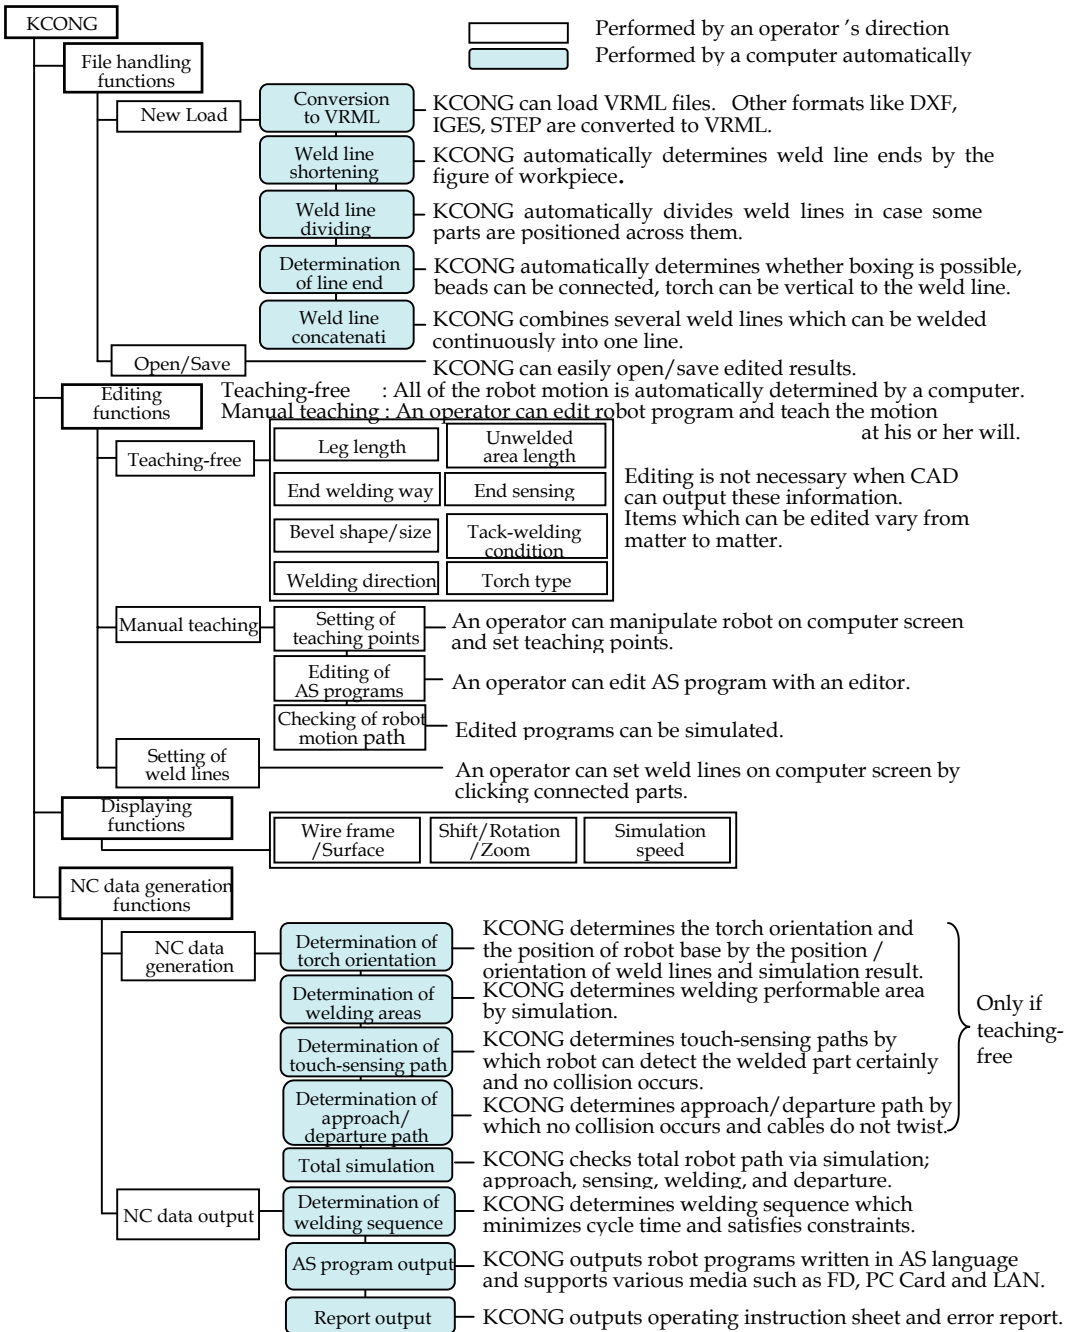 KCONG
Performed by an operator 's direction
Performed by a computer automatically
File handling
functions
New Load
Conversion
to VRML
KCONG can load VRML files. Other formats like DXF,
IGES, STEP are converted to VRML.
Weld line
shortening
KCONG automatically determines weld line ends by the
figure of workpiece.
Weld line
dividing
KCONG automatically divides weld lines in case some
parts are positioned across them.
Determination
of line end
KCONG automatically determines whether boxing is possible,
beads can be connected, torch can be vertical to the weld line.
Weld line
concatenati
KCONG combines several weld lines which can be welded
continuously into one line.
Open/Save
KCONG can easily open/save edited results.
Editing
functions
Teaching-free : All of the robot motion is automatically determined by a computer.
Manual teaching : An operator can edit robot program and teach the motion
at his or her will.
Teaching-free
Leg length
Unwelded
area length
End welding way
End sensing
Bevel shape/size
Tack-welding
condition
Welding direction
Torch type
Editing is not necessary when CAD
can output these information.
Items which can be edited vary from
matter to matter.
Manual teaching
Setting of
teaching points
An operator can manipulate robot on computer screen
and set teaching points.
Editing of
AS programs
An operator can edit AS program with an editor.
Checking of robot
motion path
Edited programs can be simulated.
Setting of
weld lines
An operator can set weld lines on computer screen by
clicking connected parts.
Displaying
functions
Wire frame
/Surface
Shift/Rotation
/Zoom
Simulation
speed
NC data generation
functions
NC data
generation
Determination of
torch orientation
KCONG determines the torch orientation and
the position of robot base by the position /
orientation of weld lines and simulation result.
Determination of
welding areas
KCONG determines welding performable area
by simulation.
Determination of
touch-sensing path
KCONG determines touch-sensing paths by
which robot can detect the welded part certainly
and no collision occurs.
Determination of
approach/
departure path
KCONG determines approach/departure path by
which no collision occurs and cables do not twist.
Only if
teaching-
free
Total simulation
KCONG checks total robot path via simulation;
approach, sensing, welding, and departure.
NC data output
Determination of
welding sequence
KCONG determines welding sequence which
minimizes cycle time and satisfies constraints.
AS program output
KCONG outputs robot programs written in AS language
and supports various media such as FD, PC Card and LAN.
Report output
KCONG outputs operating instruction sheet and error report.